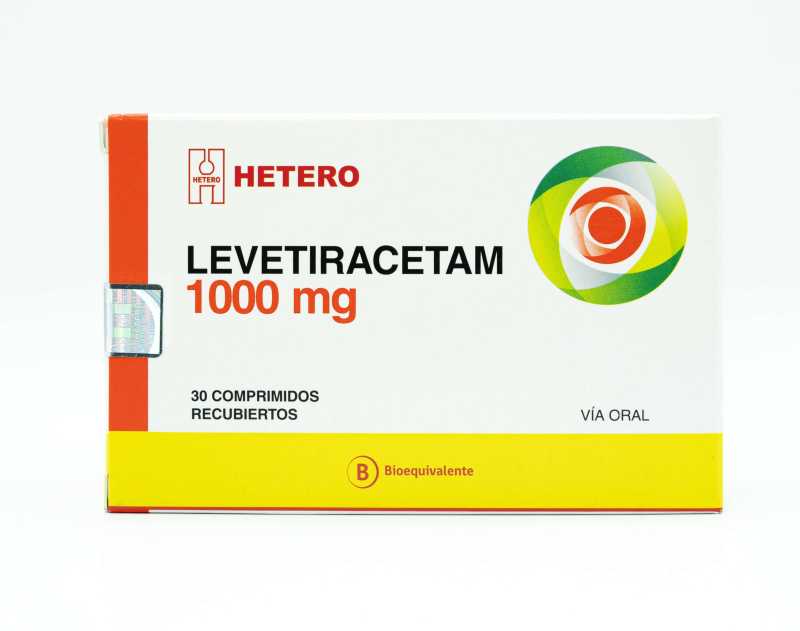 HETERO
HETERO
LEVETIRACETAM
1000 mg
30 COMPRIMIDOS
RECUBIERTOS
VÍA ORAL
B Bioequivalente